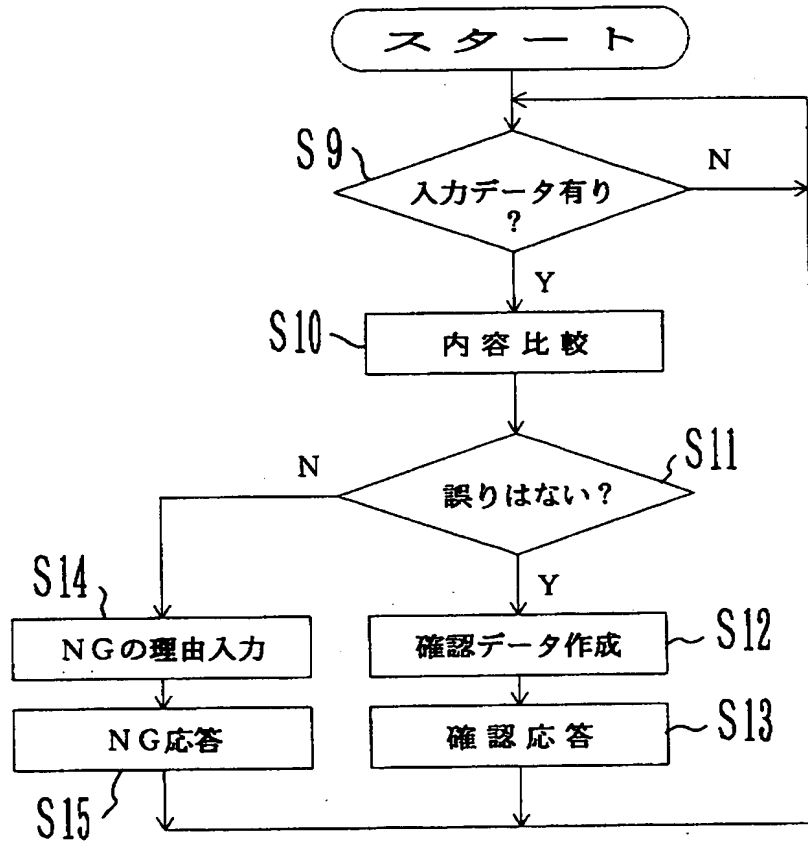 スタート
S9
入力データ有り
?
N
Y
S10
内容比較
S11
誤りはない?
N
Y
S14
NGの理由入力
S12
確認データ作成
NG応答
S13
確認応答
S15